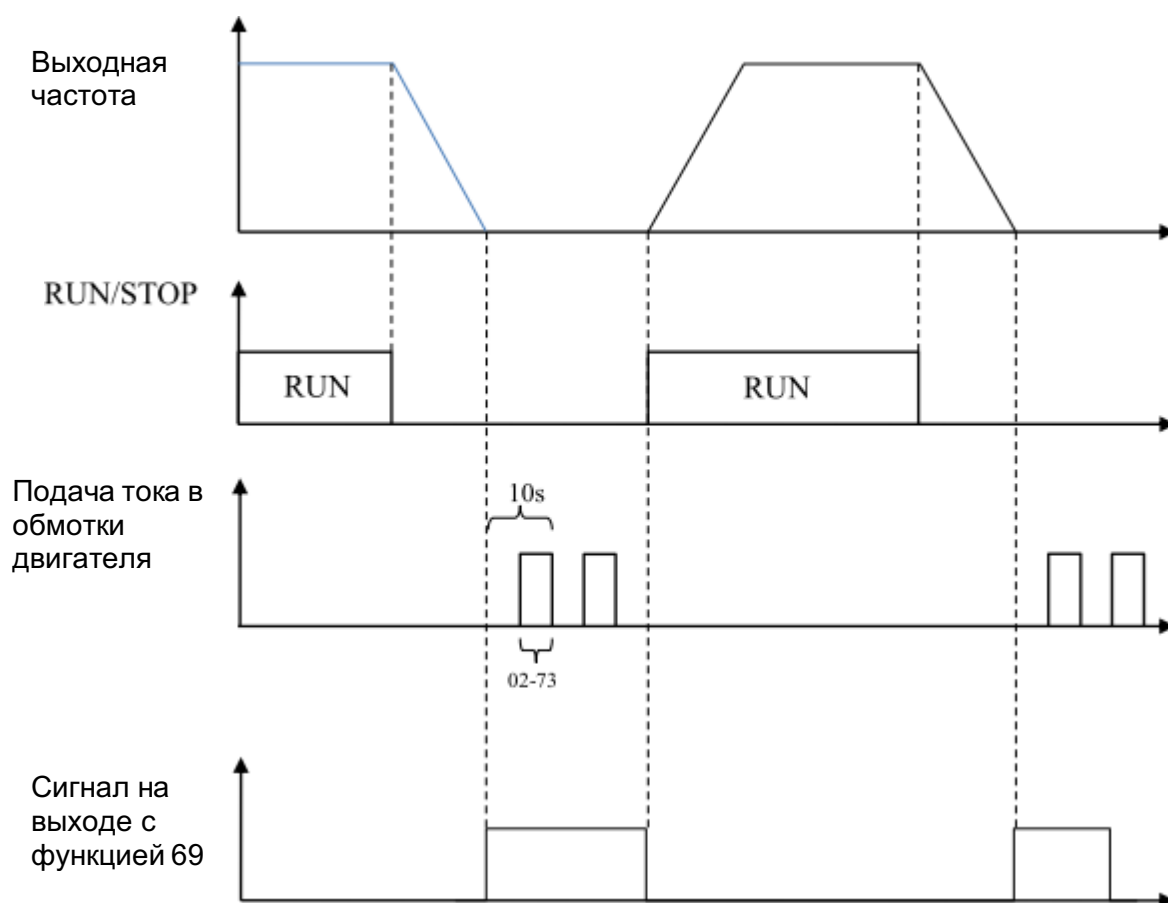 Выходная
частота
RUN/STOP
RUN
RUN
Подача тока в
обмотки
двигателя
10s
02-73
Сигнал на
выходе с
функцией 69